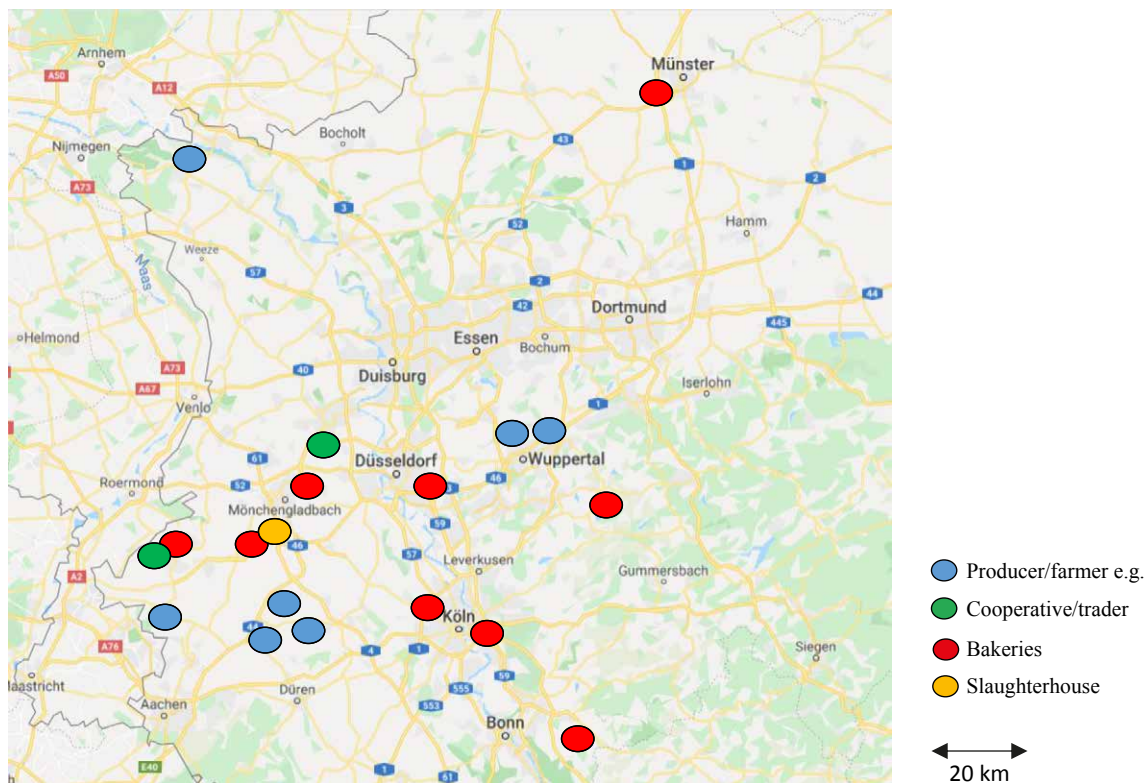 Arnhem
Münster
A50
A12
Bocholt
43
Nijmegen
1
2
A73
3
Hamm
52
Weeze
57
Maas
2
44
42
Dortmund
Essen
445
Helmond
Bochum
A73
40
Duisburg
Iserlohn
A67
Venlo
1
61
Düsseldorf
Wuppertal
46
Roermond
52
3
Mönchengladbach
59
46
57
Leverkusen
A2
Gummersbach
Producer/farmer e.g.
Cooperative/trader
44
Köln
A76
4
1
Siegen
Bakeries
59
Maastricht
Düren
555
Slaughterhouse
Aachen
553
Bonn
E40
1
61
20 km